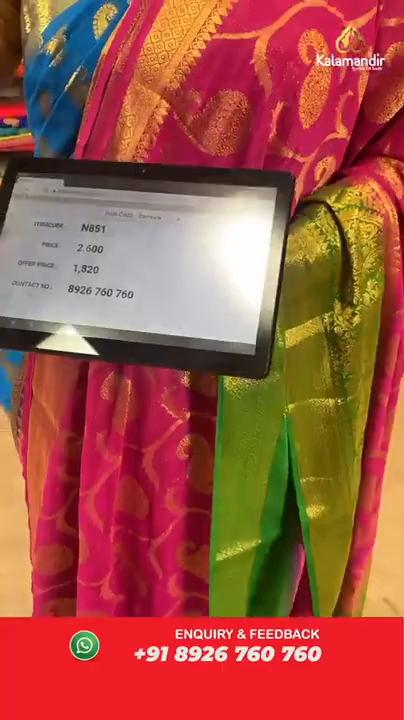 Kalamandir
ITEMCODE : N851
PRICE : 2,600
OFFER PRICE : 1,820
CONTACT NO : 8926 760 760
ENQUIRY & FEEDBACK
+91 8926 760 760